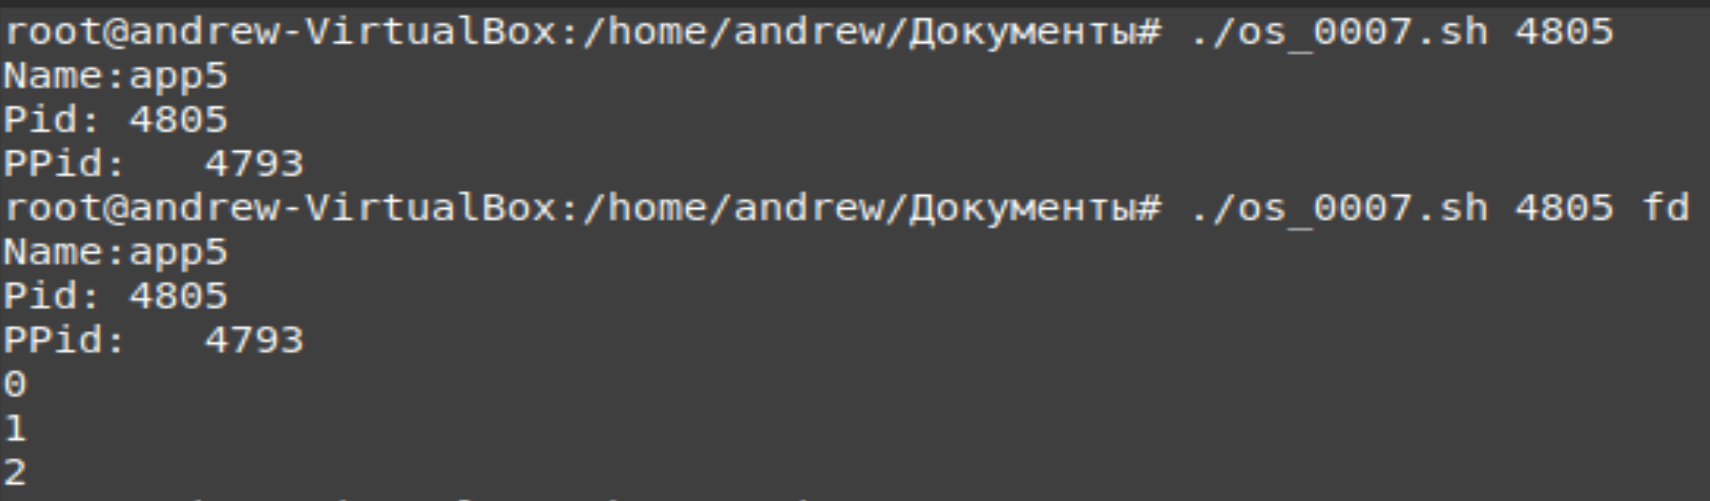 root@andrew-VirtualBox:/home/andrew/Документы# ./os_0007.sh 4805
Name:app5
Pid: 4805
PPid:   4793
root@andrew-VirtualBox:/home/andrew/Документы# ./os_0007.sh 4805 fd
Name:app5
Pid: 4805
PPid:   4793
0
1
2